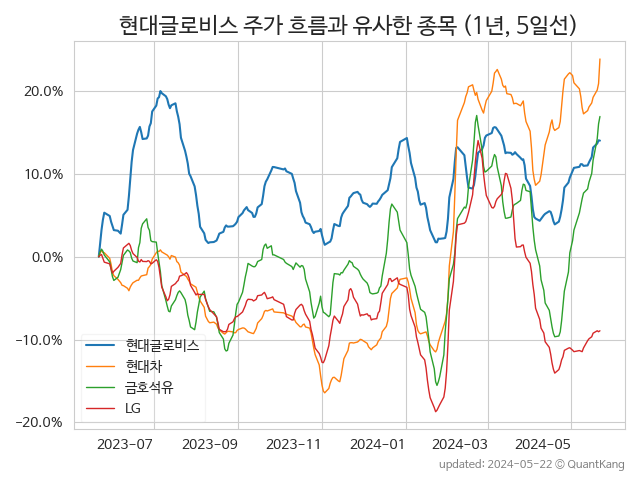 현대글로비스 주가 흐름과 유사한 종목 (1년, 5일선)
20.0%
10.0%
0.0%
−10.0%
−20.0%
현대글로비스
현대차
금호석유
LG
2023-07 2023-09 2023-11 2024-01 2024-03 2024-05
updated: 2024-05-22 © QuantKang